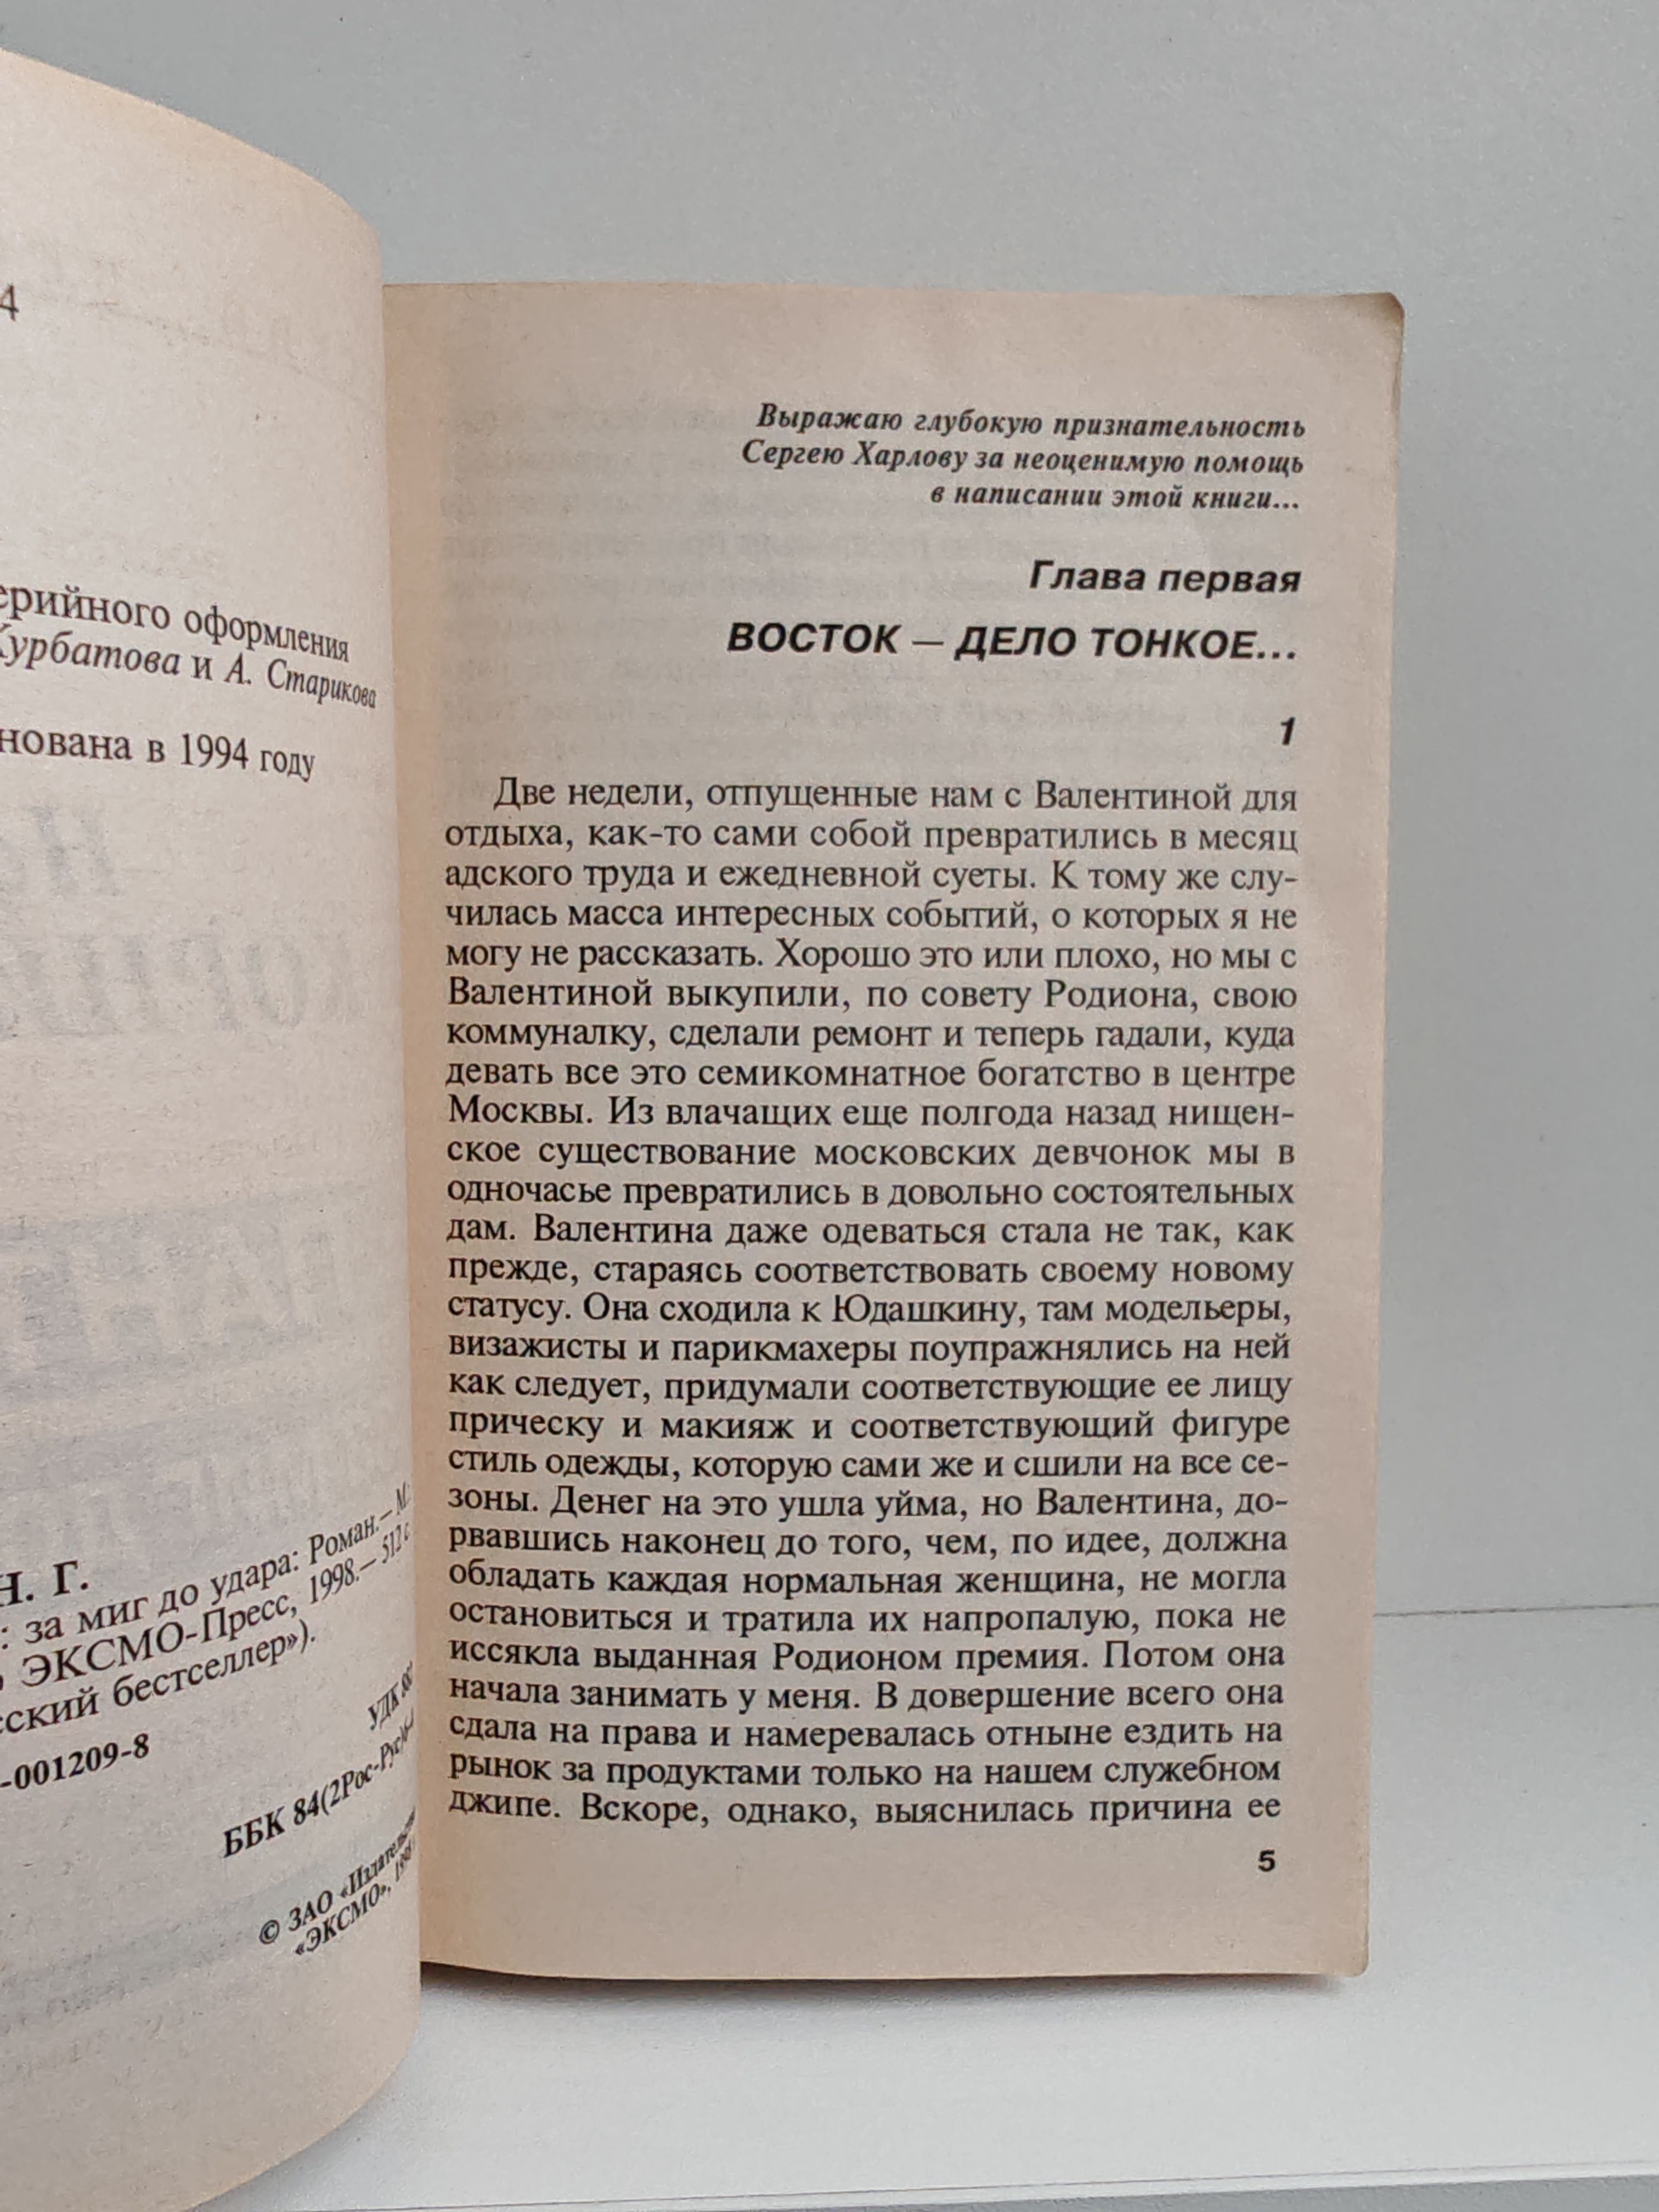 4
ерийного оформления
Курбатова и А. Старикова
нована в 1994 году
Н. Г.
: за миг до удара: Роман.— М.:
ЭКСМО-Пресс, 1998.— 512 с.
сский бестселлер»).
-001209-8
УДК
ББК 84(2Рос-Рус)6-
© ЗАО «Издательство
«ЭКСМО», 1998
Выражаю глубокую признательность
Сергею Харлову за неоценимую помощь
в написании этой книги...
Глава первая
ВОСТОК — ДЕЛО ТОНКОЕ...
1
Две недели, отпущенные нам с Валентиной для
отдыха, как-то сами собой превратились в месяц
адского труда и ежедневной суеты. К тому же слу-
чилась масса интересных событий, о которых я не
могу не рассказать. Хорошо это или плохо, но мы с
Валентиной выкупили, по совету Родиона, свою
коммуналку, сделали ремонт и теперь гадали, куда
девать все это семикомнатное богатство в центре
Москвы. Из влачащих еще полгода назад нищен-
ское существование московских девчонок мы в
одночасье превратились в довольно состоятельных
дам. Валентина даже одеваться стала не так, как
прежде, стараясь соответствовать своему новому
статусу. Она сходила к Юдашкину, там модельеры,
визажисты и парикмахеры поупражнялись на ней
как следует, придумали соответствующие ее лицу
прическу и макияж и соответствующий фигуре
стиль одежды, которую сами же и сшили на все се-
зоны. Денег на это ушла уйма, но Валентина, до-
рвавшись наконец до того, чем, по идее, должна
обладать каждая нормальная женщина, не могла
остановиться и тратила их напропалую, пока не
иссякла выданная Родионом премия. Потом она
начала занимать у меня. В довершение всего она
сдала на права и намеревалась отныне ездить на
рынок за продуктами только на нашем служебном
джипе. Вскоре, однако, выяснилась причина ее
5